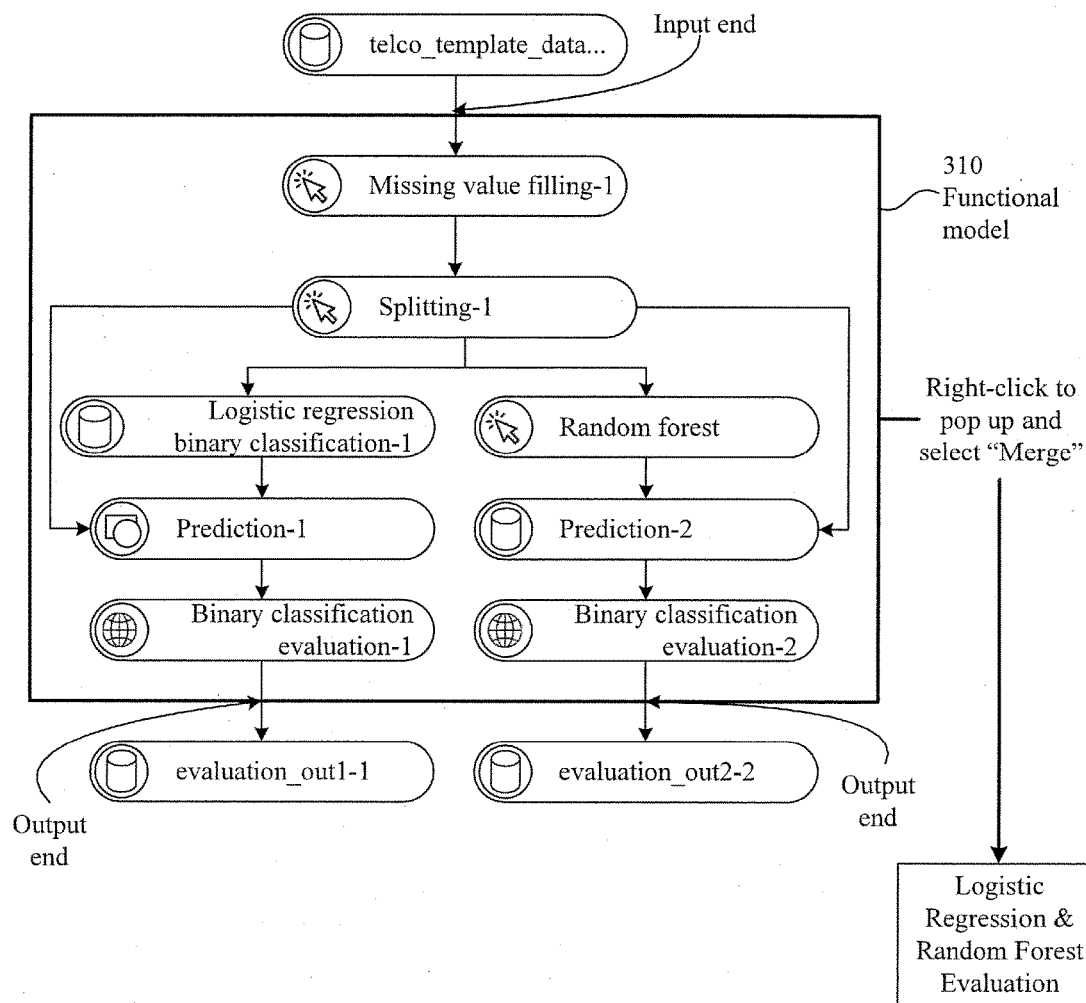 telco_template_data...
Input end
Missing value filling-1
310
Functional
model
Splitting-1
Logistic regression
binary classification-1
Random forest
Right-click to
pop up and
select “Merge”
Prediction-1
Prediction-2
Binary classification
evaluation-1
Binary classification
evaluation-2
evaluation_out1-1
evaluation_out2-2
Output
end
Output
end
Logistic
Regression &
Random Forest
Evaluation